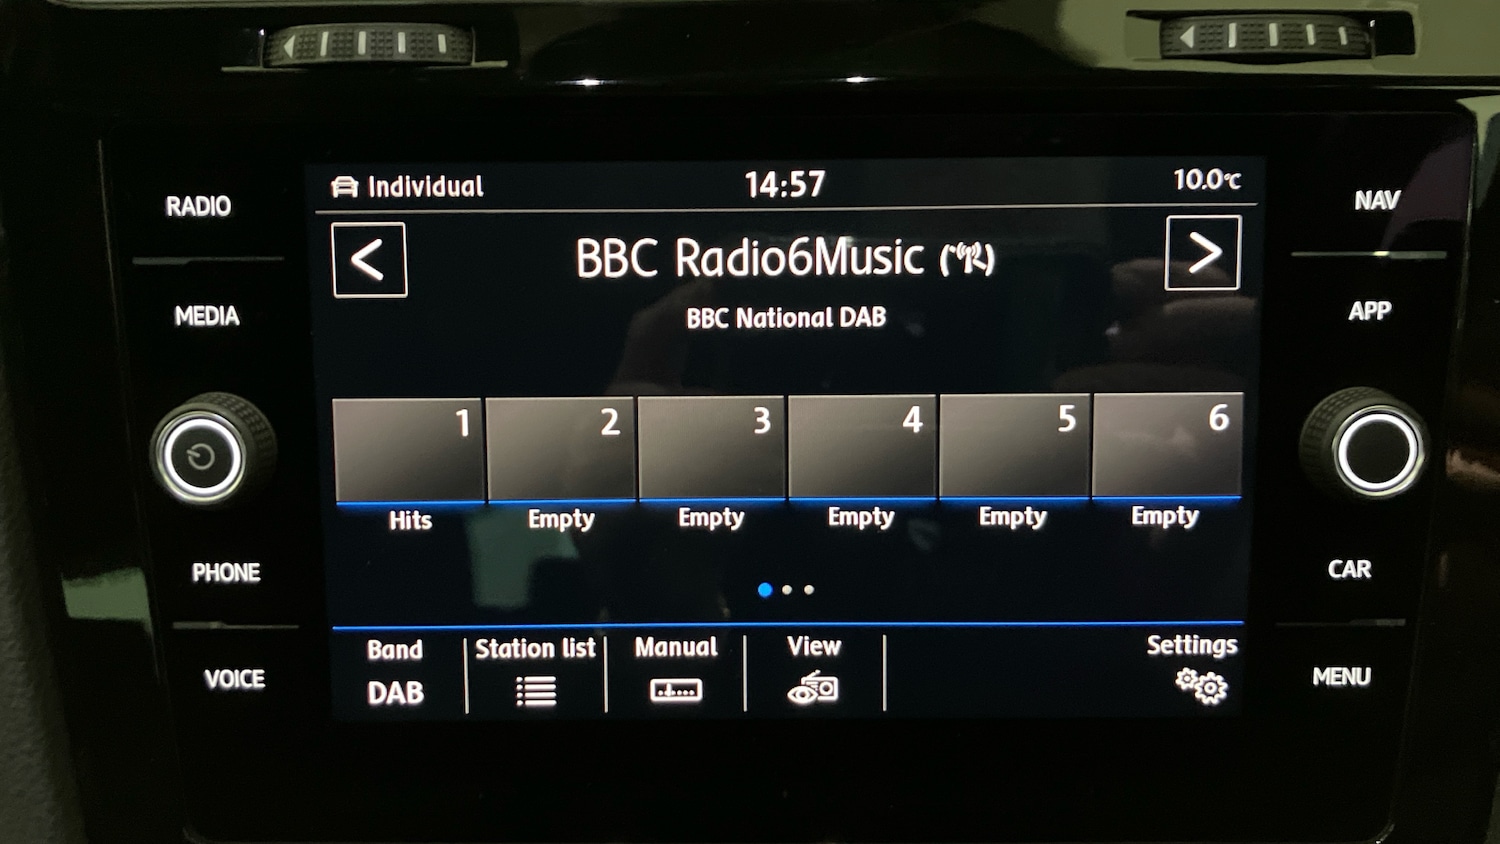 RADIO
MEDIA
PHONE
VOICE
Individual
14:57
10.0°C
< BBC Radio6Music >
BBC National DAB
1 2 3 4 5 6
Hits Empty Empty Empty Empty Empty
Band Station list Manual View Settings
DAB
NAV
APP
CAR
MENU